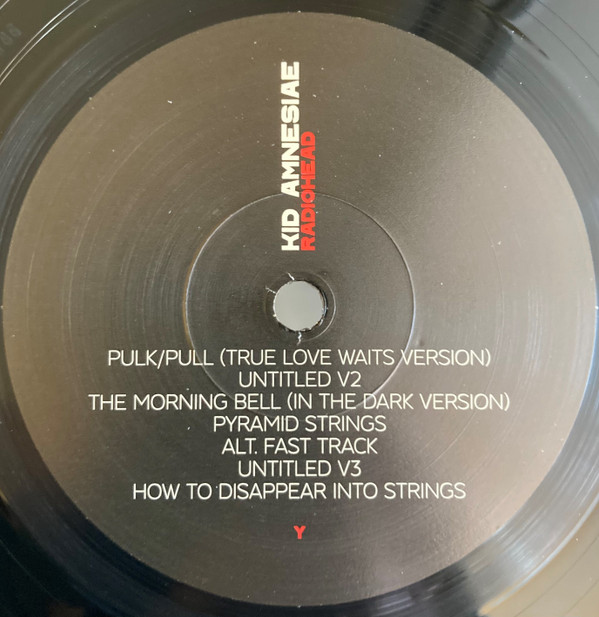 KID AMNESIAE
RADIOHEAD
PULK/PULL (TRUE LOVE WAITS VERSION)
UNTITLED V2
THE MORNING BELL (IN THE DARK VERSION)
PYRAMID STRINGS
ALT. FAST TRACK
UNTITLED V3
HOW TO DISAPPEAR INTO STRINGS
Y